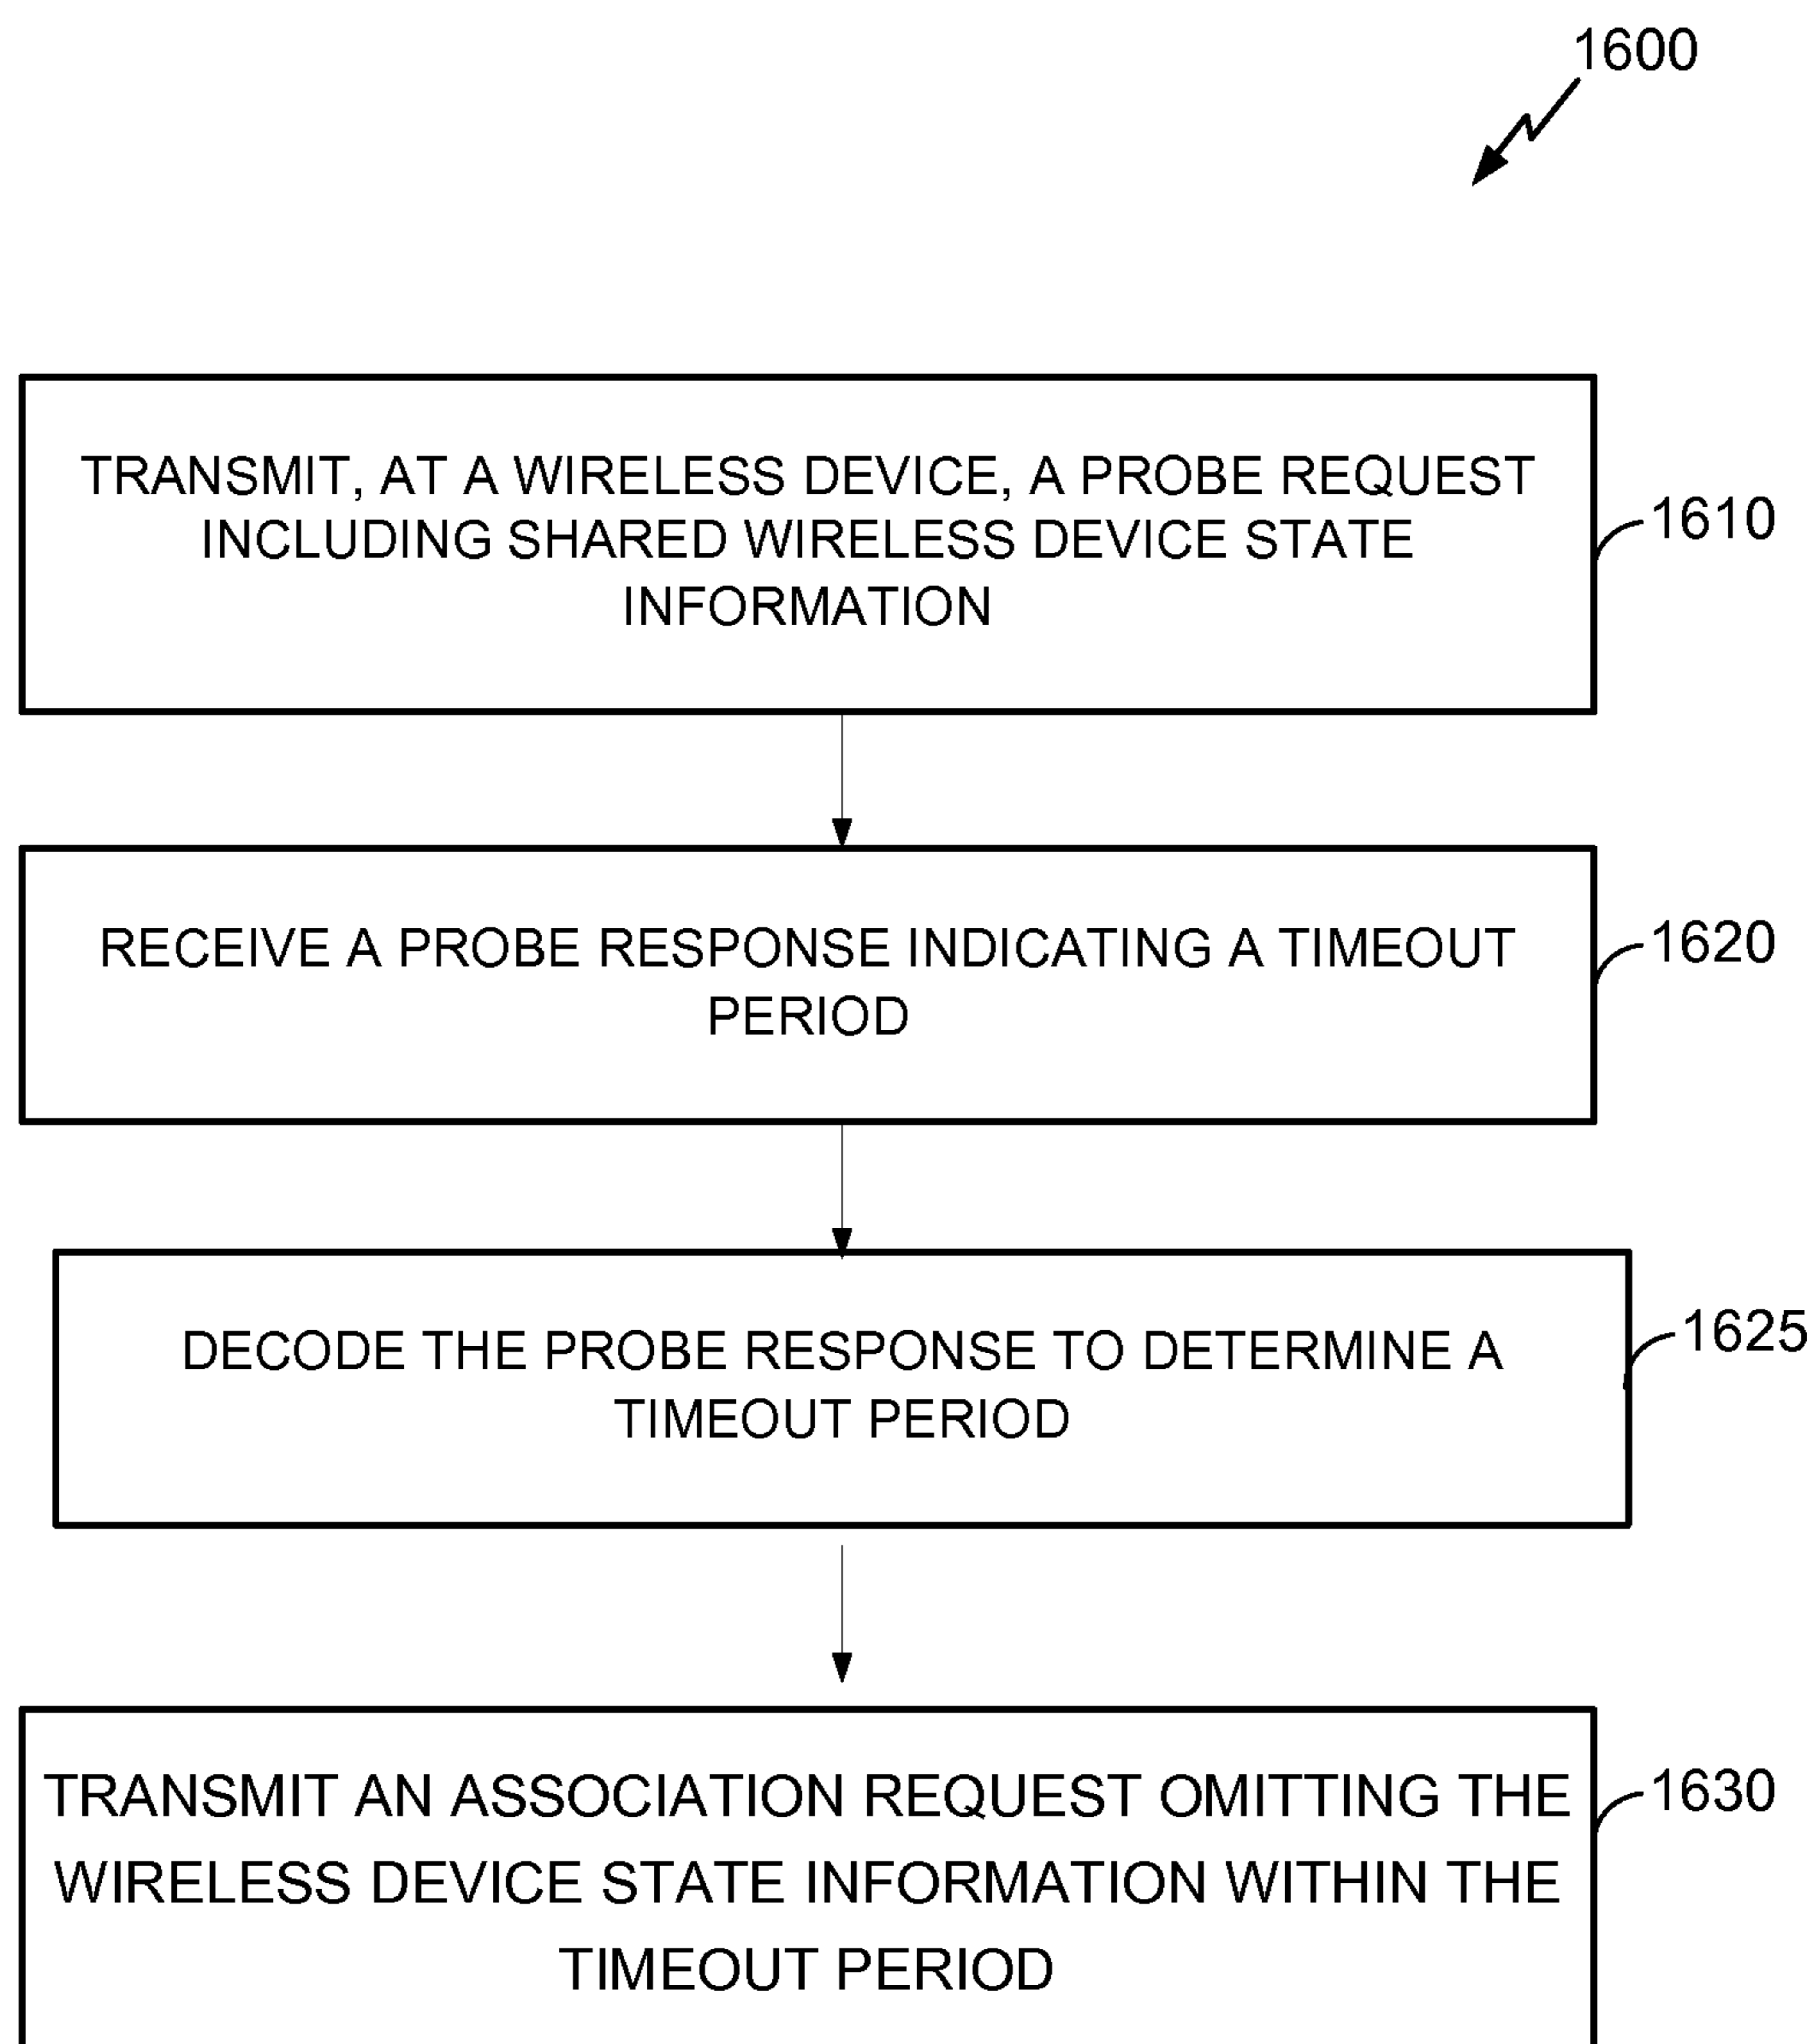 1600
TRANSMIT, AT A WIRELESS DEVICE, A PROBE REQUEST
INCLUDING SHARED WIRELESS DEVICE STATE
INFORMATION
1610
RECEIVE A PROBE RESPONSE INDICATING A TIMEOUT
PERIOD
1620
DECODE THE PROBE RESPONSE TO DETERMINE A
TIMEOUT PERIOD
1625
TRANSMIT AN ASSOCIATION REQUEST OMITTING THE
WIRELESS DEVICE STATE INFORMATION WITHIN THE
TIMEOUT PERIOD
1630